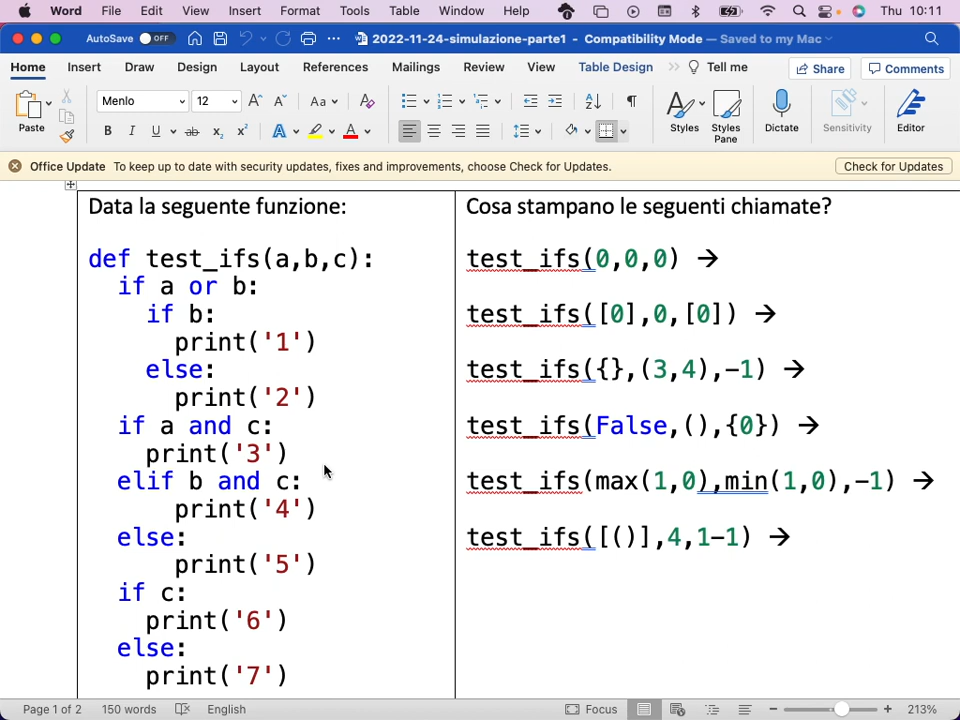 Word File Edit View Insert Format Tools Table Window Help Thu 10:11
AutoSave OFF 2022-11-24-simulazione-parte1 - Compatibility Mode — Saved to my Mac
Home Insert Draw Design Layout References Mailings Review View Table Design Tell me Share Comments
Menlo 12
Paste Styles Styles Pane Dictate Sensitivity Editor
Office Update To keep up to date with security updates, fixes and improvements, choose Check for Updates. Check for Updates
Data la seguente funzione:
def test_ifs(a,b,c):
if a or b:
if b:
print('1')
else:
print('2')
if a and c:
print('3')
elif b and c:
print('4')
else:
print('5')
if c:
print('6')
else:
print('7')
Cosa stampano le seguenti chiamate?
test_ifs(0,0,0) →
test_ifs([0],0,[0]) →
test_ifs({},(3,4),-1) →
test_ifs(False,(),{0}) →
test_ifs(max(1,0),min(1,0),-1) →
test_ifs([()],4,1-1) →
Page 1 of 2 150 words English Focus 213%